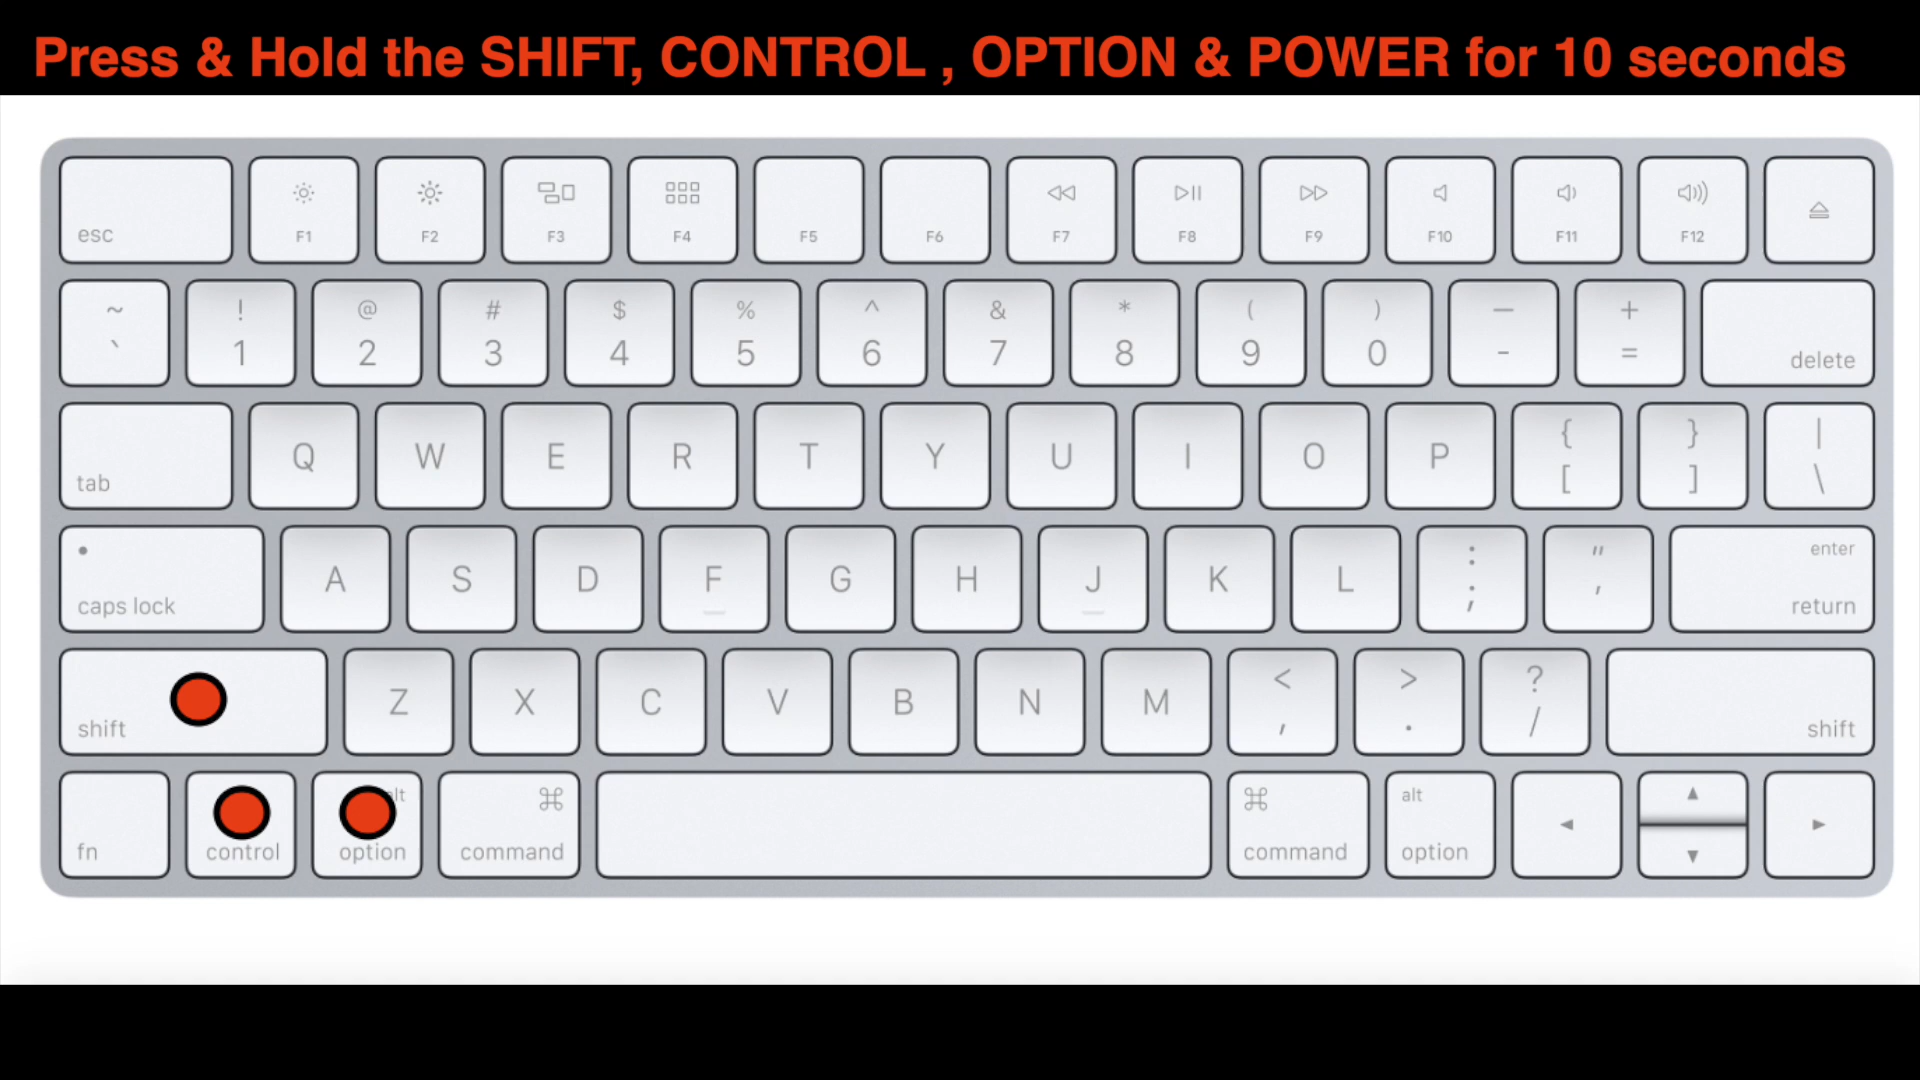 Press & Hold the SHIFT, CONTROL , OPTION & POWER for 10 seconds
esc F1 F2 F3 F4 F5 F6 F7 F8 F9 F10 F11 F12
~ ! @ # $ % ^ & * ( ) — +
` 1 2 3 4 5 6 7 8 9 0 - = delete
tab Q W E R T Y U I O P { } |
[ ] \
caps lock A S D F G H J K L : " enter
; ' return
shift Z X C V B N M < > ? shift
, . /
alt ⌘ ⌘ alt ▲
fn control option command command option ◄ ▼ ►